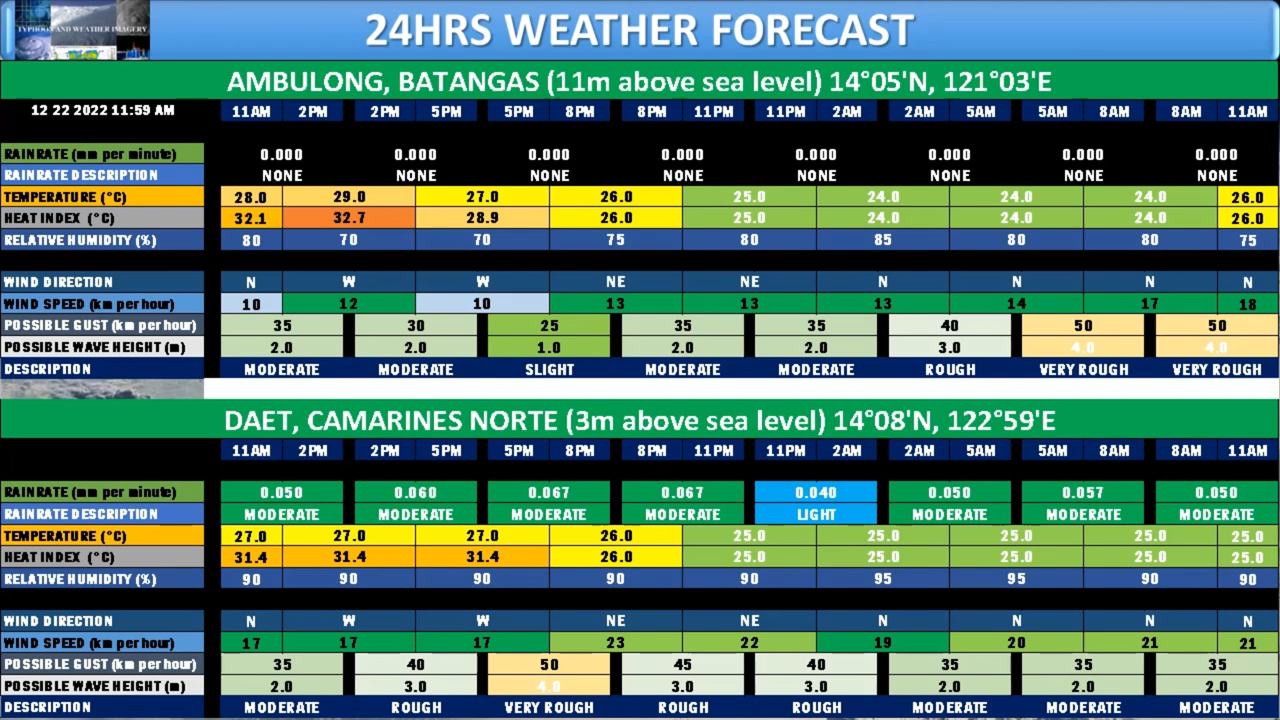 TYPHOON AND WEATHER IMAGERY
24HRS WEATHER FORECAST
AMBULONG, BATANGAS (11m above sea level) 14°05'N, 121°03'E
12 22 2022 11:59 AM 11AM 2PM 2PM 5PM 5PM 8PM 8PM 11PM 11PM 2AM 2AM 5AM 5AM 8AM 8AM 11AM
RAINRATE (mm per minute) 0.000 0.000 0.000 0.000 0.000 0.000 0.000 0.000
RAINRATE DESCRIPTION NONE NONE NONE NONE NONE NONE NONE NONE
TEMPERATURE (°C) 28.0 29.0 27.0 26.0 25.0 24.0 24.0 24.0 26.0
HEAT INDEX (°C) 32.1 32.7 28.9 26.0 25.0 24.0 24.0 24.0 26.0
RELATIVE HUMIDITY (%) 80 70 70 75 80 85 80 80 75
WIND DIRECTION N W W NE NE N N N N
WIND SPEED (km per hour) 10 12 10 13 13 13 14 17 18
POSSIBLE GUST (km per hour) 35 30 25 35 35 40 50 50
POSSIBLE WAVE HEIGHT (m) 2.0 2.0 1.0 2.0 2.0 3.0 4.0 4.0
DESCRIPTION MODERATE MODERATE SLIGHT MODERATE MODERATE ROUGH VERY ROUGH VERY ROUGH
DAET, CAMARINES NORTE (3m above sea level) 14°08'N, 122°59'E
11AM 2PM 2PM 5PM 5PM 8PM 8PM 11PM 11PM 2AM 2AM 5AM 5AM 8AM 8AM 11AM
RAINRATE (mm per minute) 0.050 0.060 0.067 0.067 0.040 0.050 0.057 0.050
RAINRATE DESCRIPTION MODERATE MODERATE MODERATE MODERATE LIGHT MODERATE MODERATE MODERATE
TEMPERATURE (°C) 27.0 27.0 27.0 26.0 25.0 25.0 25.0 25.0 25.0
HEAT INDEX (°C) 31.4 31.4 31.4 26.0 25.0 25.0 25.0 25.0 25.0
RELATIVE HUMIDITY (%) 90 90 90 90 90 95 95 90 90
WIND DIRECTION N W W NE NE N N N N
WIND SPEED (km per hour) 17 17 17 23 22 19 20 21 21
POSSIBLE GUST (km per hour) 35 40 50 45 40 35 35 35
POSSIBLE WAVE HEIGHT (m) 2.0 3.0 4.0 3.0 3.0 2.0 2.0 2.0
DESCRIPTION MODERATE ROUGH VERY ROUGH ROUGH ROUGH MODERATE MODERATE MODERATE